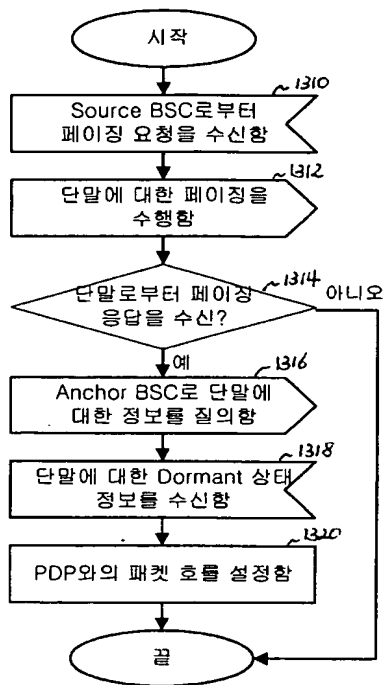 시작
1310
Source BSC로부터
페이징 요청을 수신함
1312
단말에 대한 페이징을
수행함
1314
단말로부터 페이징
응답을 수신?
아니오
예
1316
Anchor BSC로 단말에
대한 정보를 질의함
1318
단말에 대한 Dormant 상태
정보를 수신함
1320
PDP와의 패켓 호를 설정함
끝